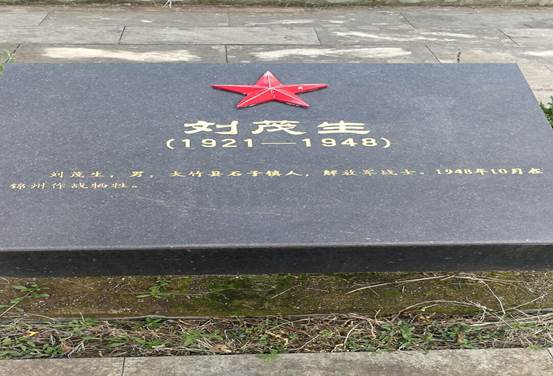 刘茂生
(1921—1948)
刘茂生，男，大竹县石子镇人，解放军战士。1948年10月在
锦州作战牺牲。